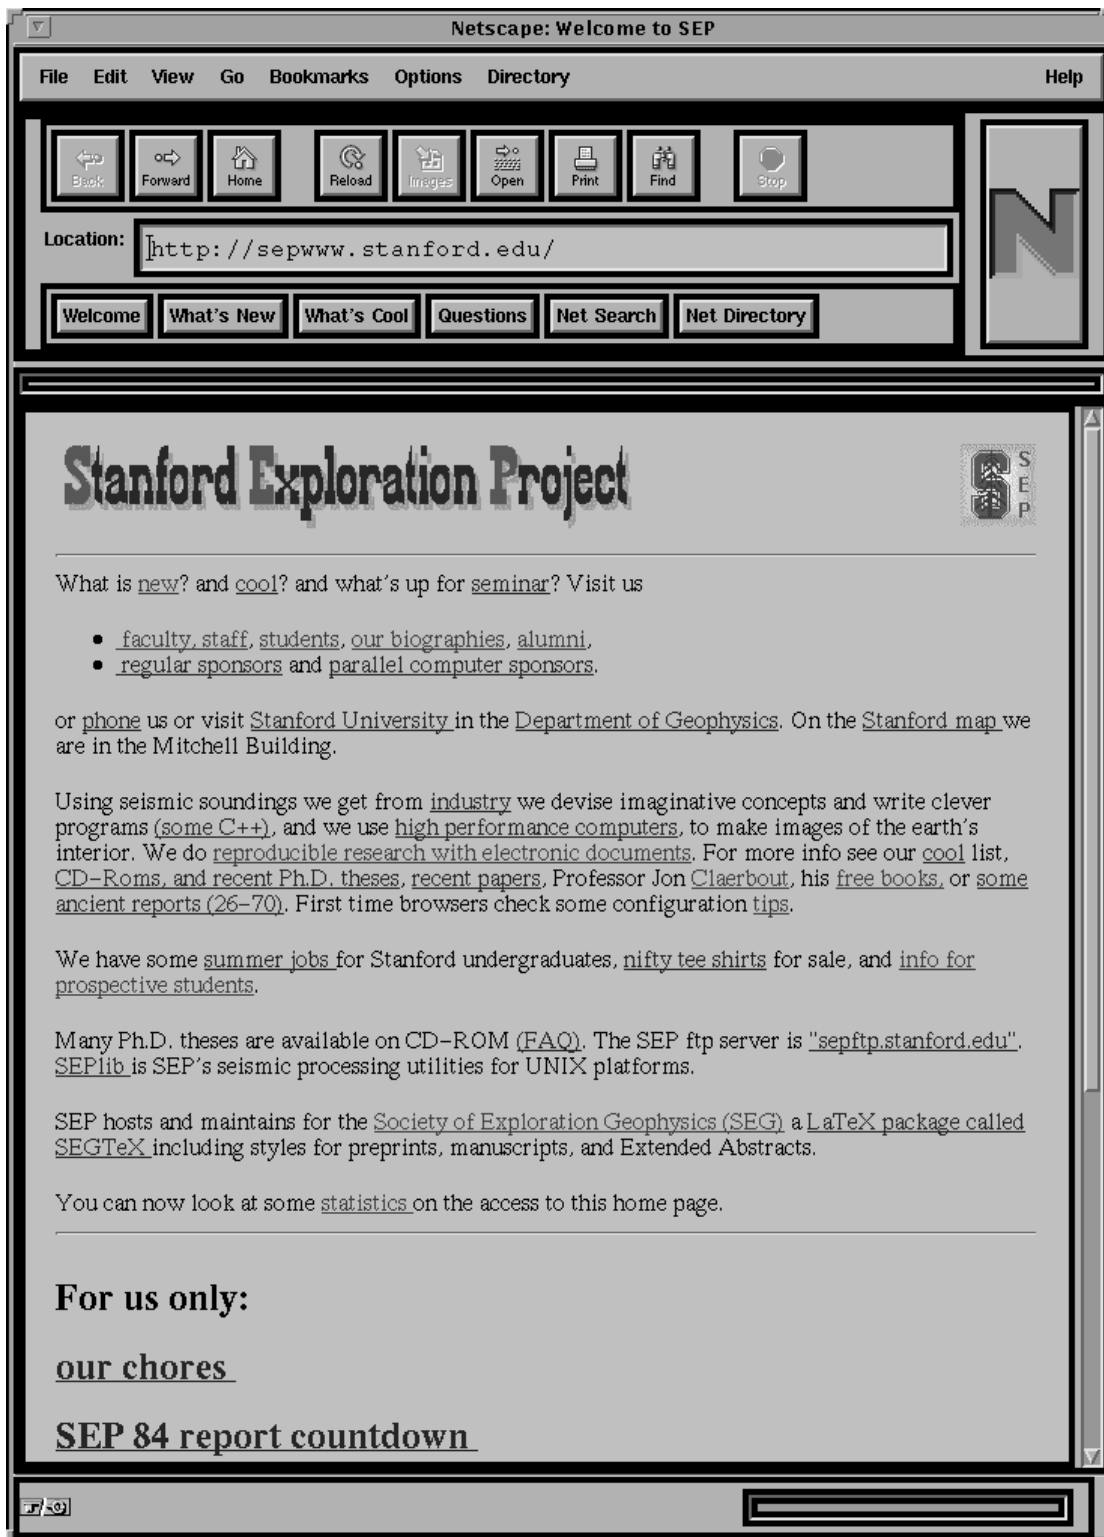 Netscape: Welcome to SEP
File Edit View Go Bookmarks Options Directory Help
Back Forward Home Reload Images Open Print Find Stop
N
Location: http://sepwww.stanford.edu/
Welcome What's New What's Cool Questions Net Search Net Directory
Stanford Exploration Project
S SEP
What is new? and cool? and what's up for seminar? Visit us
• faculty, staff, students, our biographies, alumni,
• regular sponsors and parallel computer sponsors.
or phone us or visit Stanford University in the Department of Geophysics. On the Stanford map we
are in the Mitchell Building.
Using seismic soundings we get from industry we devise imaginative concepts and write clever
programs (some C++), and we use high performance computers, to make images of the earth's
interior. We do reproducible research with electronic documents. For more info see our cool list,
CD-Roms, and recent Ph.D. theses, recent papers, Professor Jon Claerbout, his free books, or some
ancient reports (26-70). First time browsers check some configuration tips.
We have some summer jobs for Stanford undergraduates, nifty tee shirts for sale, and info for
prospective students.
Many Ph.D. theses are available on CD-ROM (FAQ). The SEP ftp server is "sepftp.stanford.edu".
SEPlib is SEP's seismic processing utilities for UNIX platforms.
SEP hosts and maintains for the Society of Exploration Geophysics (SEG) a LaTeX package called
SEGTeX including styles for preprints, manuscripts, and Extended Abstracts.
You can now look at some statistics on the access to this home page.
For us only:
our chores
SEP 84 report countdown